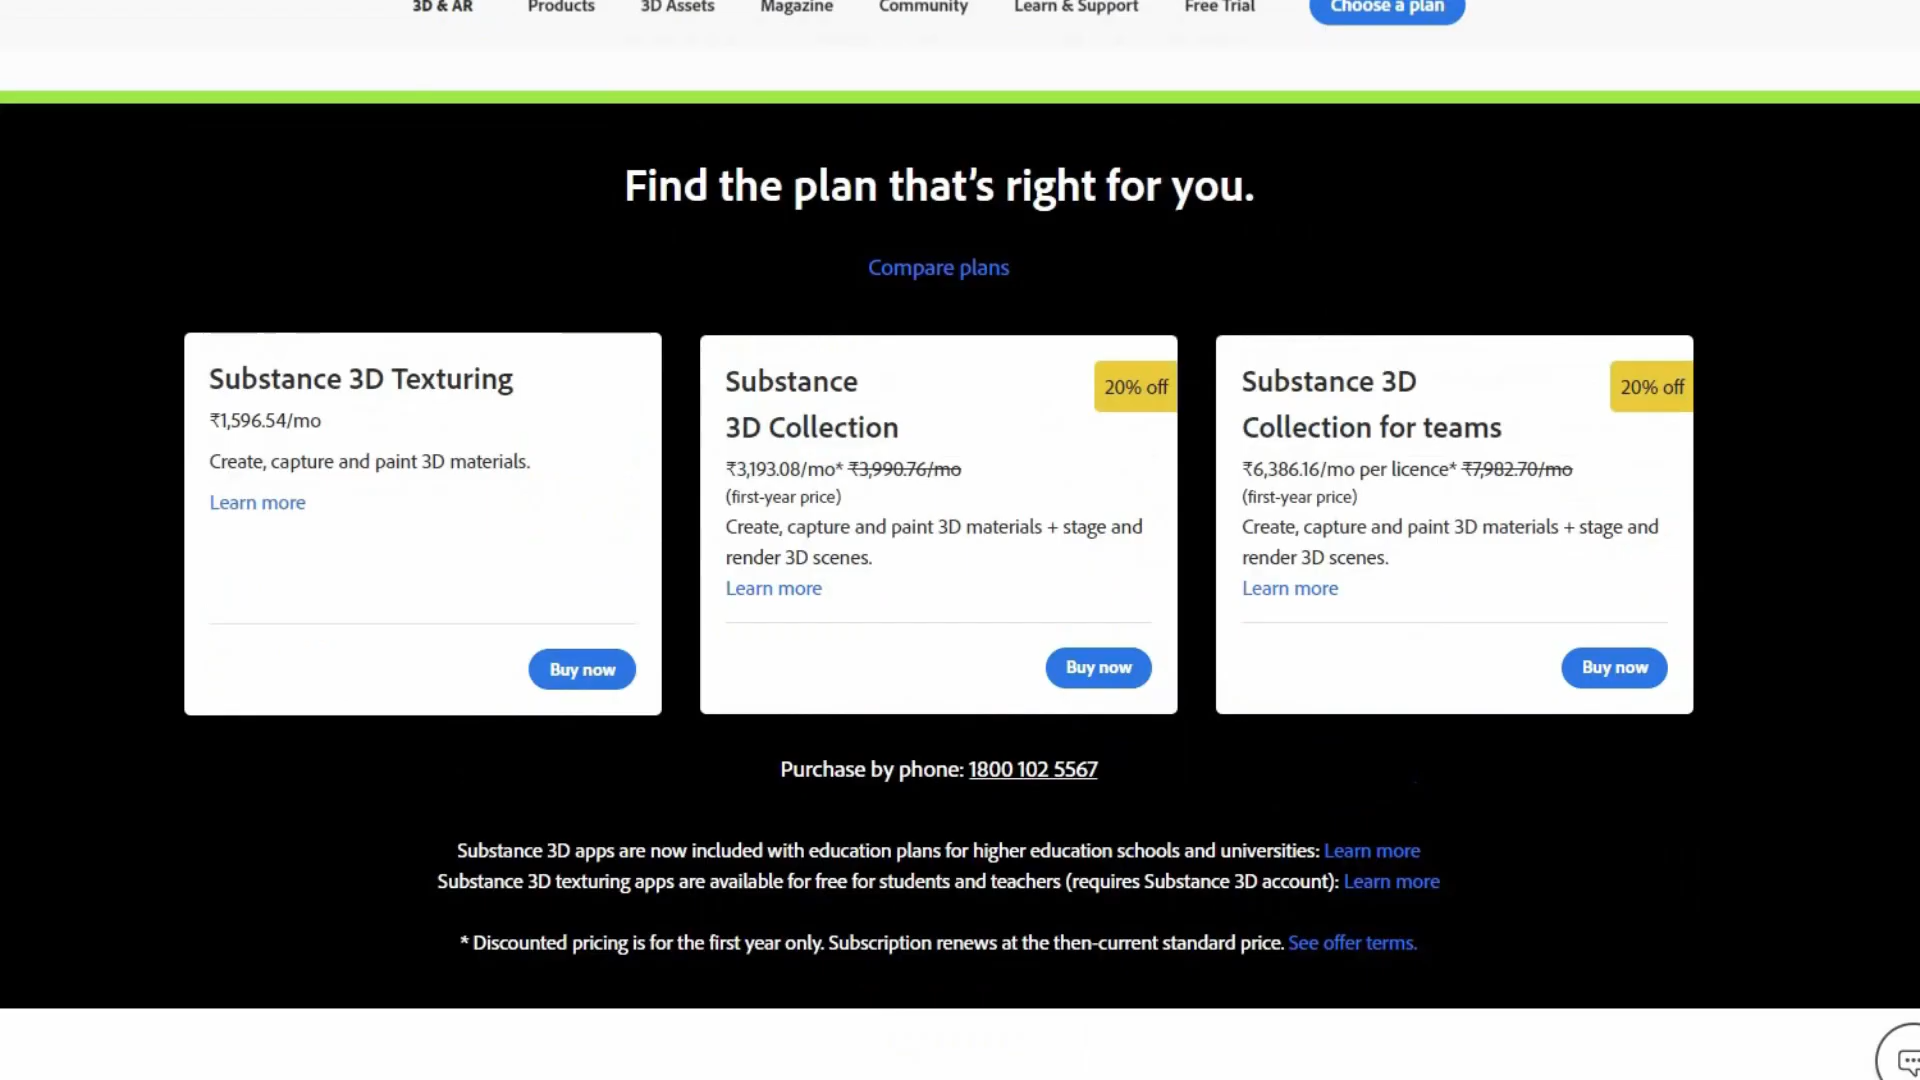 3D & AR Products 3D Assets Magazine Community Learn & Support Free Trial Choose a plan
Find the plan that's right for you.
Compare plans
Substance 3D Texturing
₹1,596.54/mo
Create, capture and paint 3D materials.
Learn more
Buy now
Substance
3D Collection
20% off
₹3,193.08/mo* ₹3,990.76/mo
(first-year price)
Create, capture and paint 3D materials + stage and
render 3D scenes.
Learn more
Buy now
Substance 3D
Collection for teams
20% off
₹6,386.16/mo per licence* ₹7,982.70/mo
(first-year price)
Create, capture and paint 3D materials + stage and
render 3D scenes.
Learn more
Buy now
Purchase by phone: 1800 102 5567
Substance 3D apps are now included with education plans for higher education schools and universities: Learn more
Substance 3D texturing apps are available for free for students and teachers (requires Substance 3D account): Learn more
* Discounted pricing is for the first year only. Subscription renews at the then-current standard price. See offer terms.